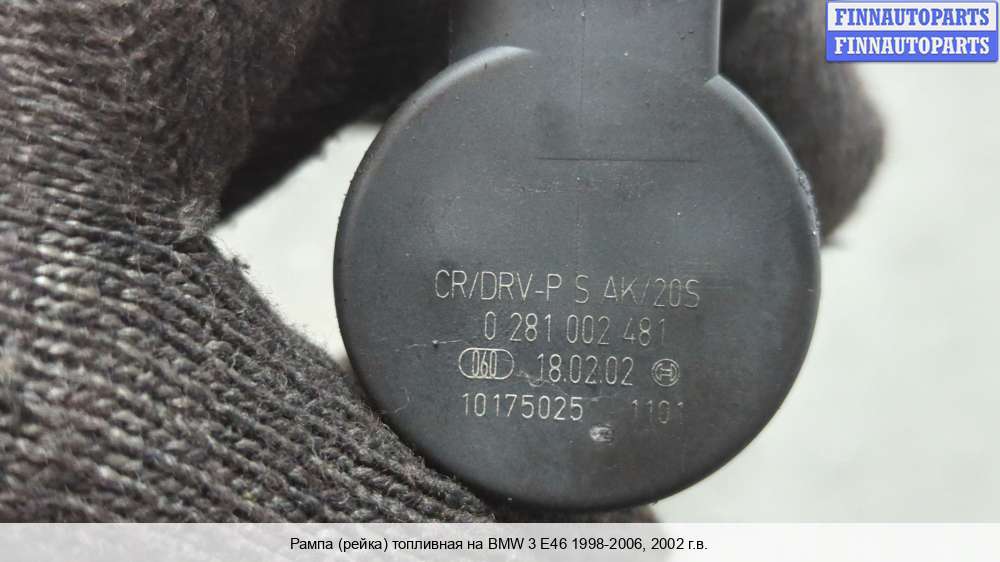 FINNAUTOPARTS
FINNAUTOPARTS
CR/DRV-P S AK/20S
0 281 002 481
060 18.02.02
10175025 1101
Рампа (рейка) топливная на BMW 3 E46 1998-2006, 2002 г.в.